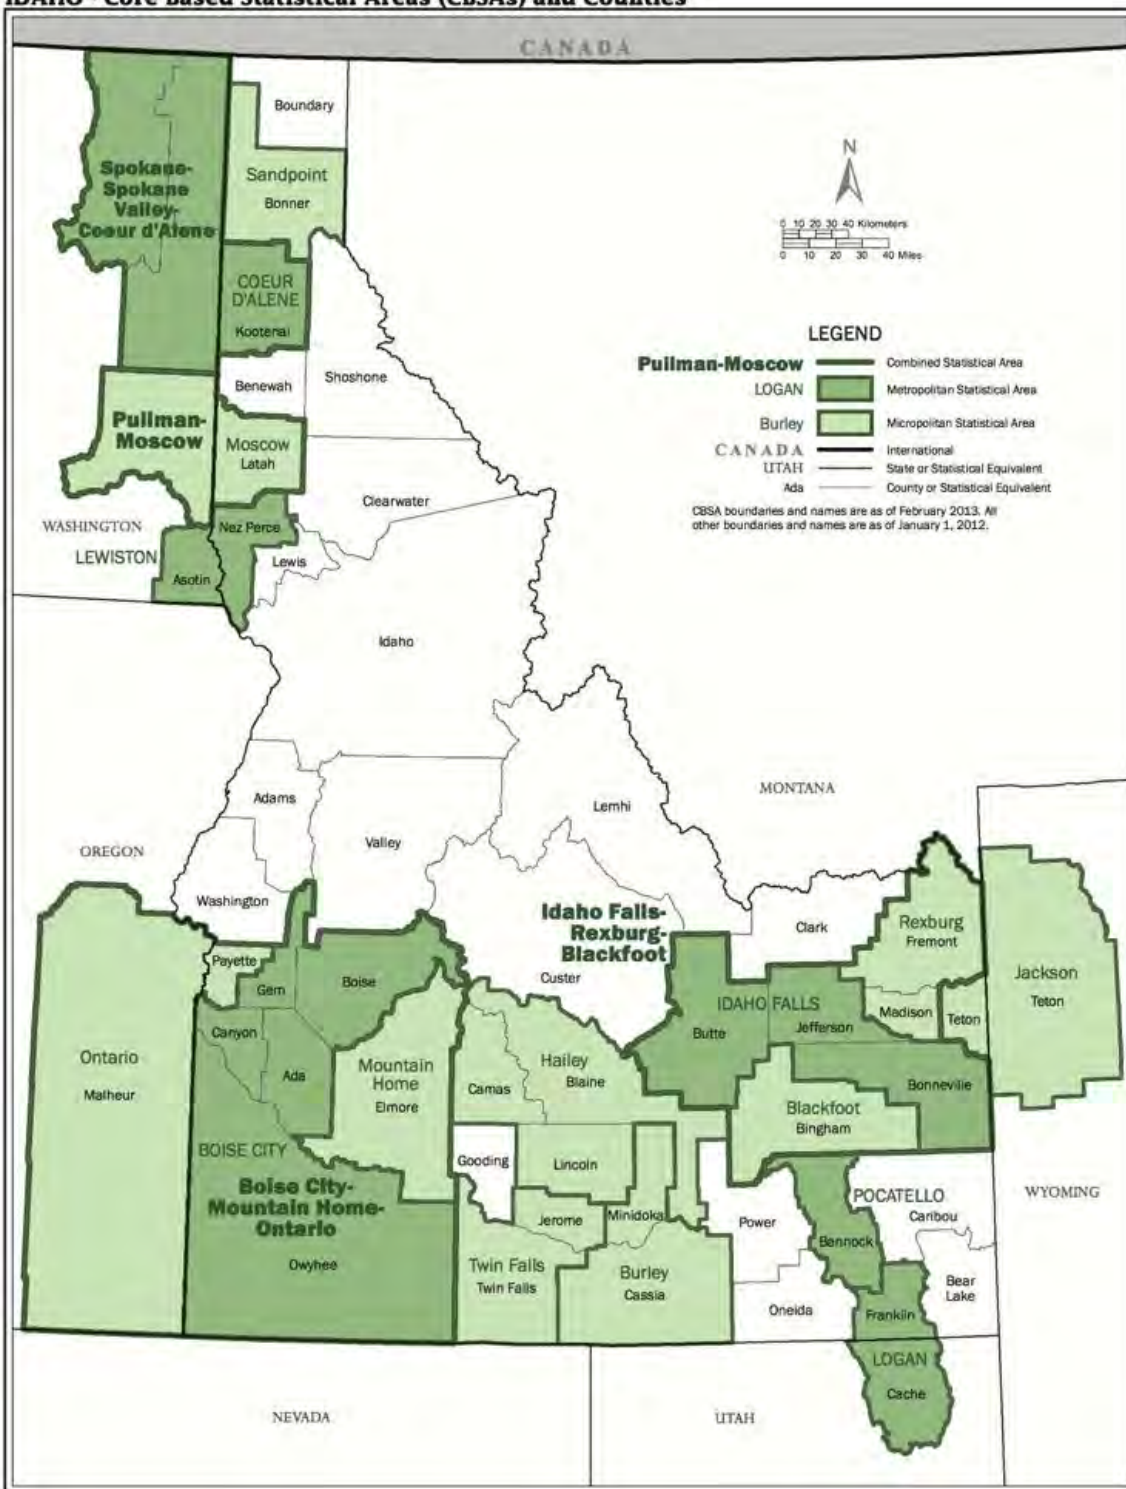 IDAHO - Core Based Statistical Areas (CBSAs) and Counties
CANADA
Boundary
Spokane-
Spokane
Valley-
Coeur d'Alene
Sandpoint
Bonner
N
0 10 20 30 40 Kilometers
0 10 20 30 40 Miles
COEUR
D'ALENE
Kootenai
LEGEND
Pullman-Moscow
Combined Statistical Area
LOGAN
Metropolitan Statistical Area
Burley
Micropolitan Statistical Area
CANADA
International
UTAH
State or Statistical Equivalent
Ada
County or Statistical Equivalent
CBSA boundaries and names are as of February 2013. All
other boundaries and names are as of January 1, 2012.
Benewah
Shoshone
Pullman-
Moscow
Moscow
Latah
Clearwater
WASHINGTON
Nez Perce
LEWISTON
Lewis
Asotin
Idaho
MONTANA
Adams
Lemhi
Valley
OREGON
Washington
Idaho Falls-
Rexburg-
Blackfoot
Clark
Rexburg
Fremont
Payette
Custer
Jackson
Teton
Gem
Boise
IDAHO FALLS
Madison
Teton
Canyon
Butte
Jefferson
Ontario
Malheur
Ada
Mountain
Home
Elmore
Hailey
Blaine
Camas
Bonneville
Blackfoot
Bingham
BOISE CITY
Gooding
Lincoln
Boise City-
Mountain Home-
Ontario
POCATELLO
Caribou
WYOMING
Jerome
Minidoka
Power
Bannock
Owyhee
Twin Falls
Twin Falls
Burley
Cassia
Bear
Lake
Oneida
Franklin
LOGAN
Cache
NEVADA
UTAH